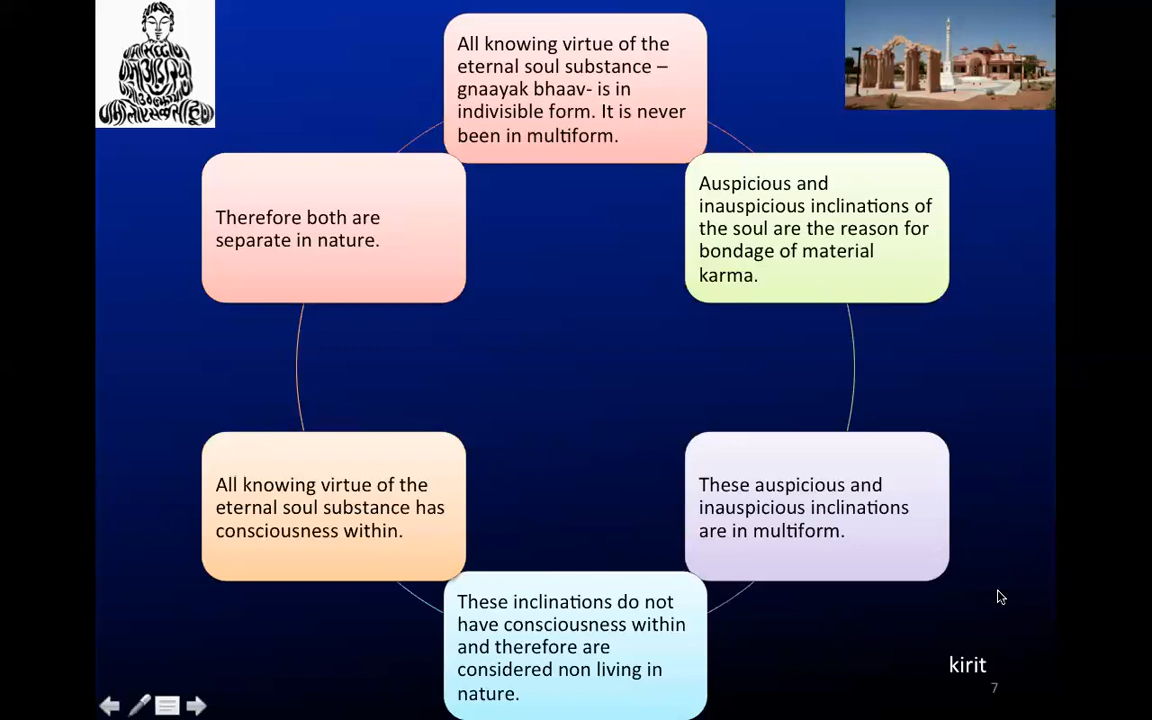 All knowing virtue of the
eternal soul substance –
gnaayak bhaav- is in
indivisible form. It is never
been in multiform.
Auspicious and
inauspicious inclinations of
the soul are the reason for
bondage of material
karma.
These auspicious and
inauspicious inclinations
are in multiform.
These inclinations do not
have consciousness within
and therefore are
considered non living in
nature.
All knowing virtue of the
eternal soul substance has
consciousness within.
Therefore both are
separate in nature.
kirit
7